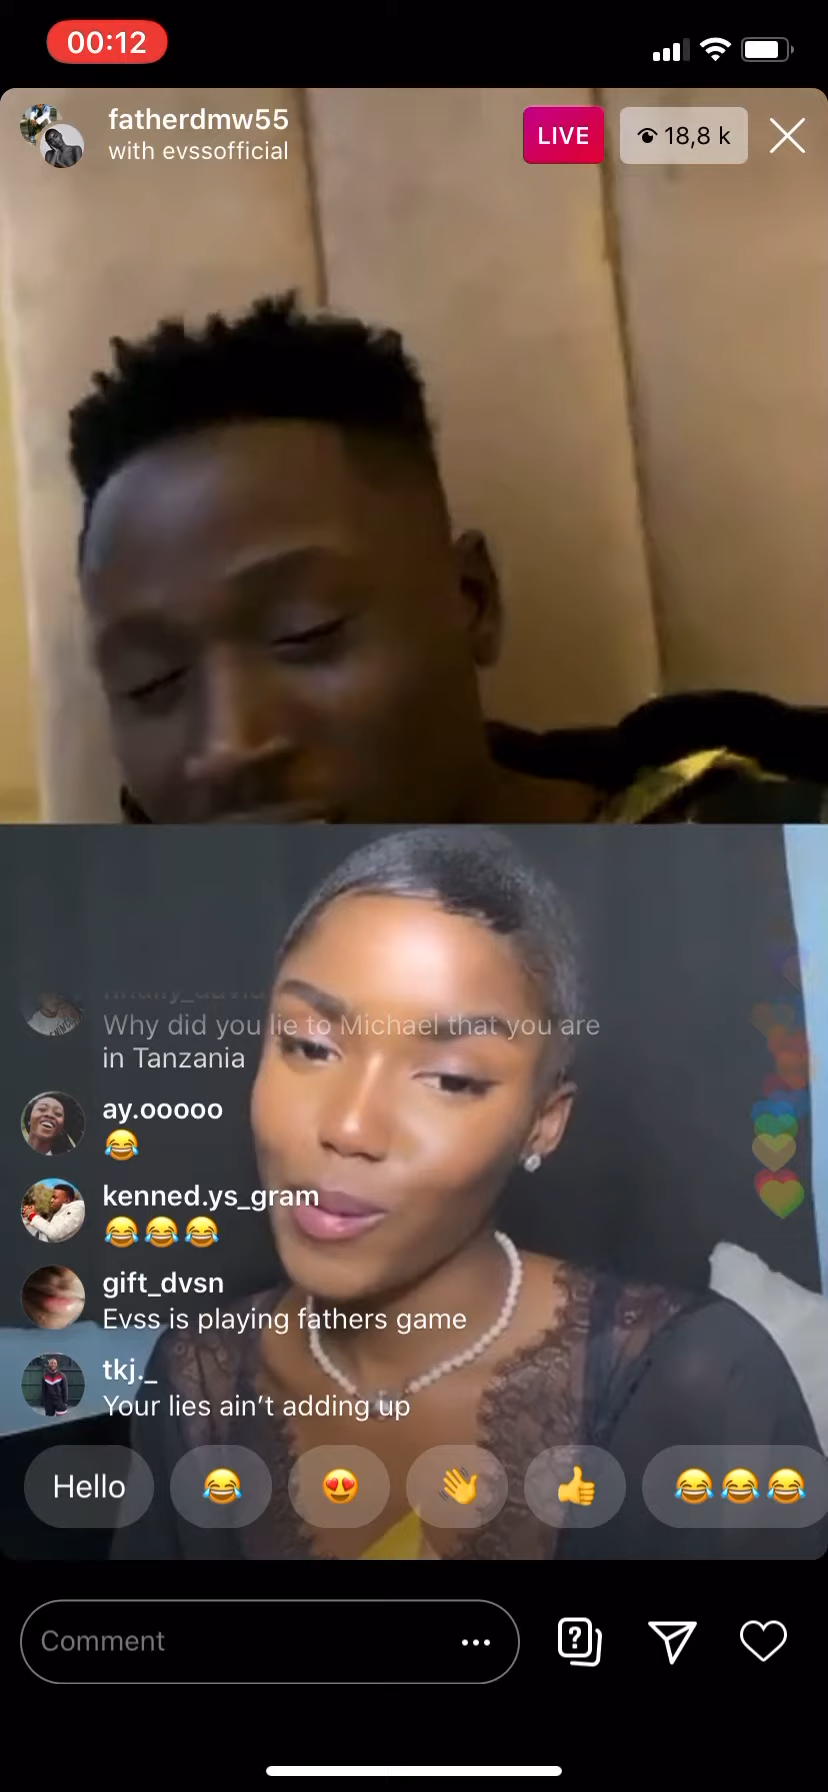 00:12
fatherdmw55
with evssofficial
LIVE
18,8 k
Why did you lie to Michael that you are
in Tanzania
ay.ooooo
😂
kenned.ys_gram
😂😂😂
gift_dvsn
Evss is playing fathers game
tkj._
Your lies ain't adding up
Hello 😂 😍 👋 👍 😂😂😂
Comment